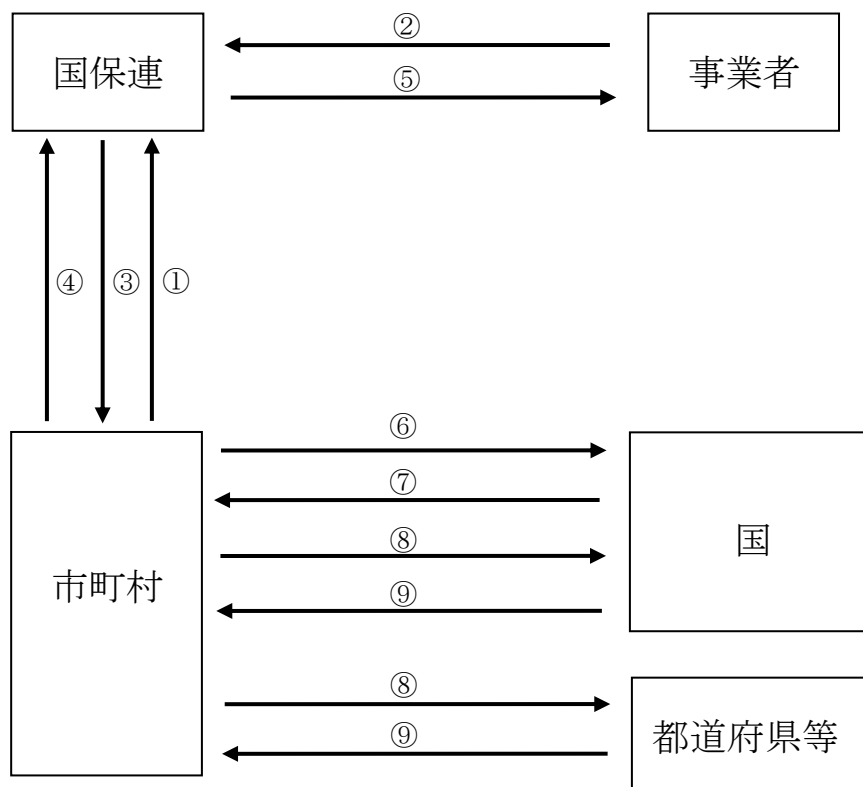 国保連
②
⑤
事業者
④
③
①
市町村
⑥
⑦
⑧
⑨
国
⑧
⑨
都道府県等